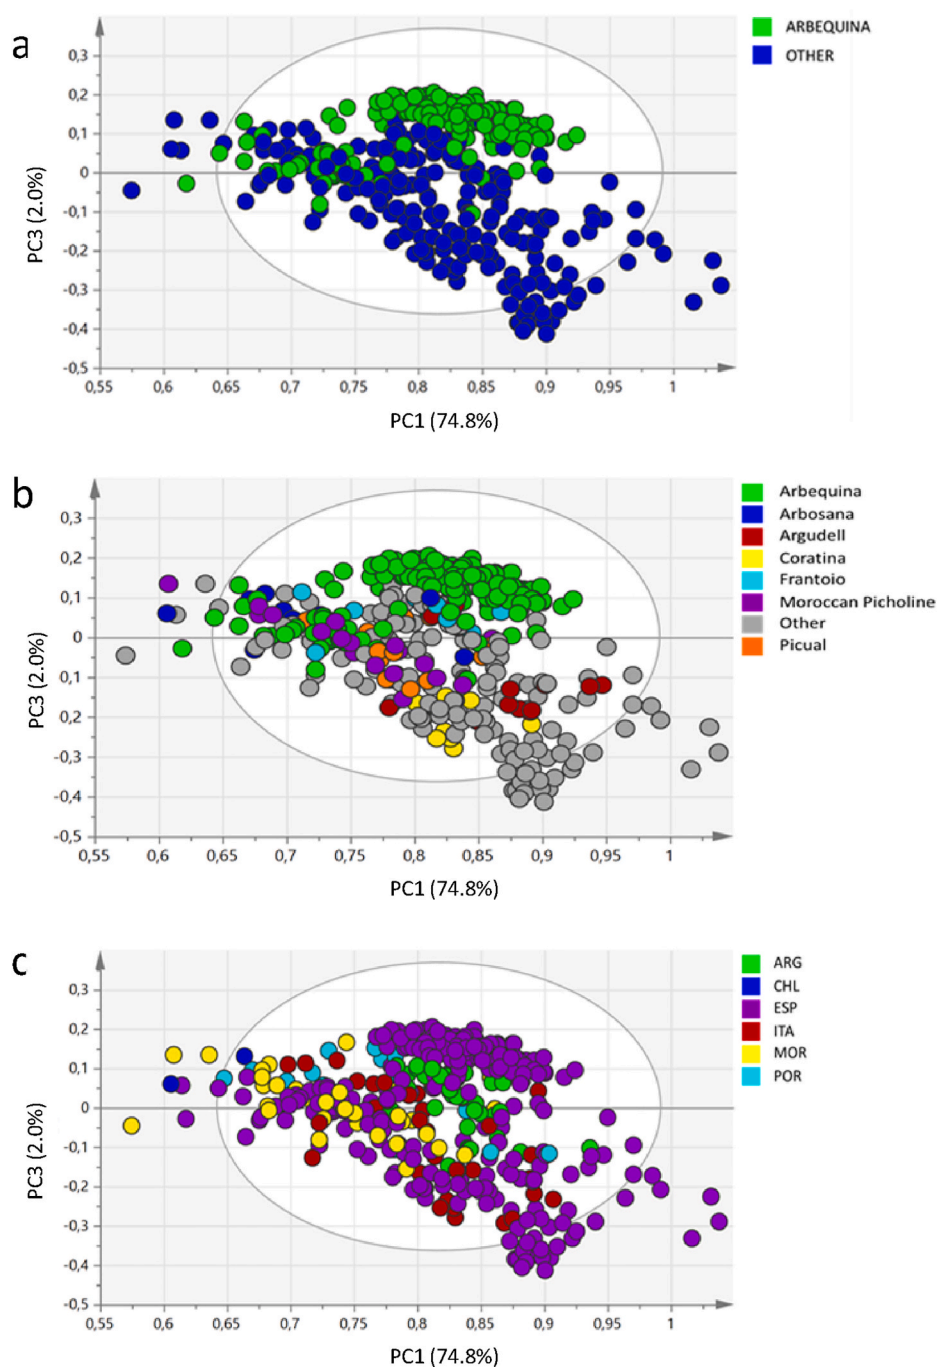 a
ARBEQUINA
OTHER
0,3
0,2
0,1
0
-0,1
-0,2
-0,3
-0,4
-0,5
PC3 (2.0%)
0,55 0,6 0,65 0,7 0,75 0,8 0,85 0,9 0,95 1
PC1 (74.8%)
b
Arbequina
Arbosana
Argudell
Coratina
Frantoio
Moroccan Picholine
Other
Picual
0,3
0,2
0,1
0
0,1
0,2
0,3
0,4
-0,5
PC3 (2.0%)
0,55 0,6 0,65 0,7 0,75 0,8 0,85 0,9 0,95 1
PC1 (74.8%)
c
ARG
CHL
ESP
ITA
MOR
POR
0,3
0,2
0,1
0
-0,1
-0,2
-0,3
-0,4
-0,5
PC3 (2.0%)
0,55 0,6 0,65 0,7 0,75 0,8 0,85 0,9 0,95 1
PC1 (74.8%)